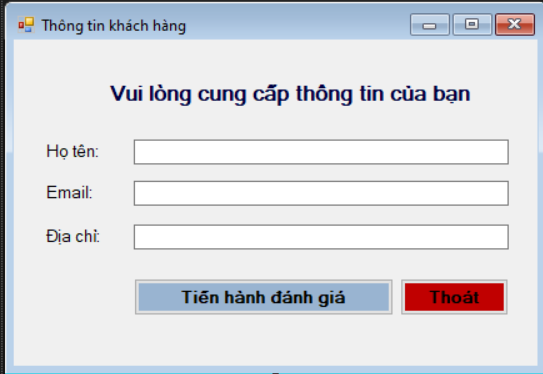 Thông tin khách hàng
Vui lòng cung cấp thông tin của bạn
Họ tên:
Email:
Địa chỉ:
Tiến hành đánh giá Thoát